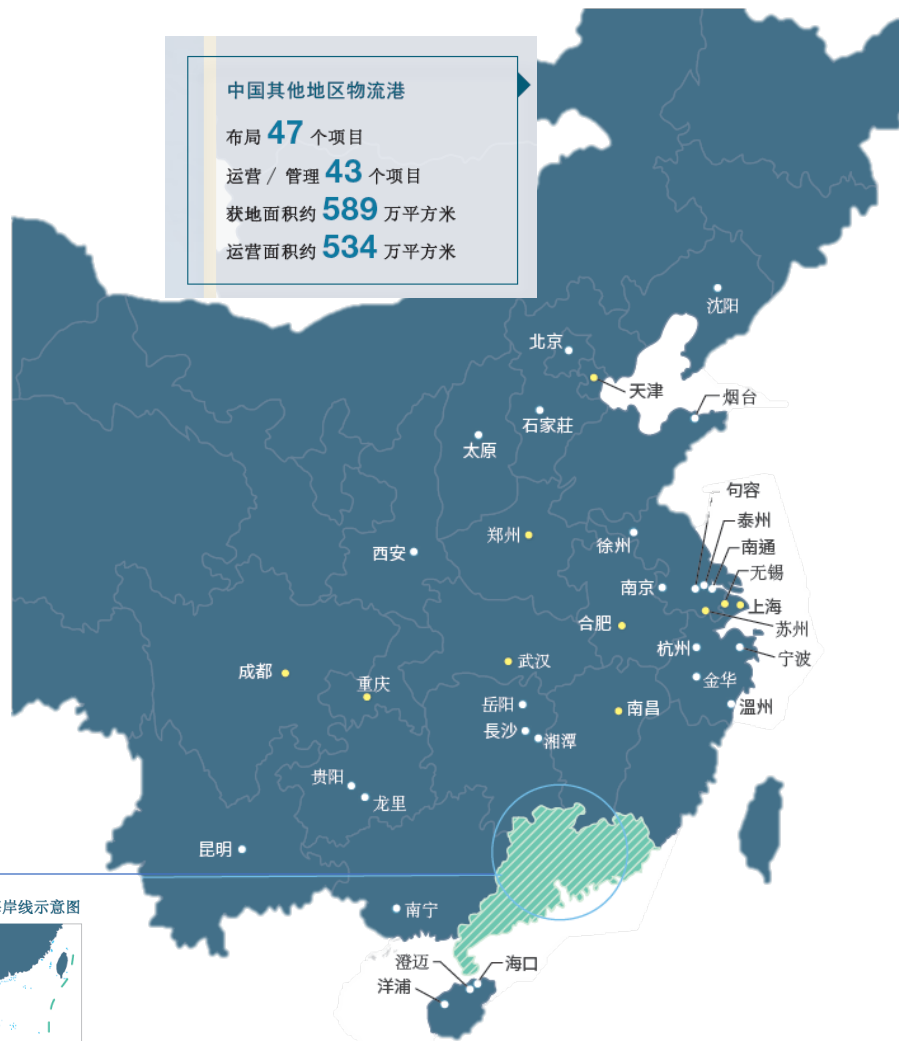 中国其他地区物流港
布局 47 个项目
运营 / 管理 43 个项目
获地面积约 589 万平方米
运营面积约 534 万平方米
沈阳
北京
天津
烟台
石家莊
太原
句容
泰州
郑州
徐州
南通
西安
无锡
南京
上海
合肥
苏州
杭州
宁波
武汉
成都
金华
重庆
岳阳
南昌
溫州
長沙
湘潭
贵阳
龙里
昆明
岸线示意图
南宁
澄迈
海口
洋浦